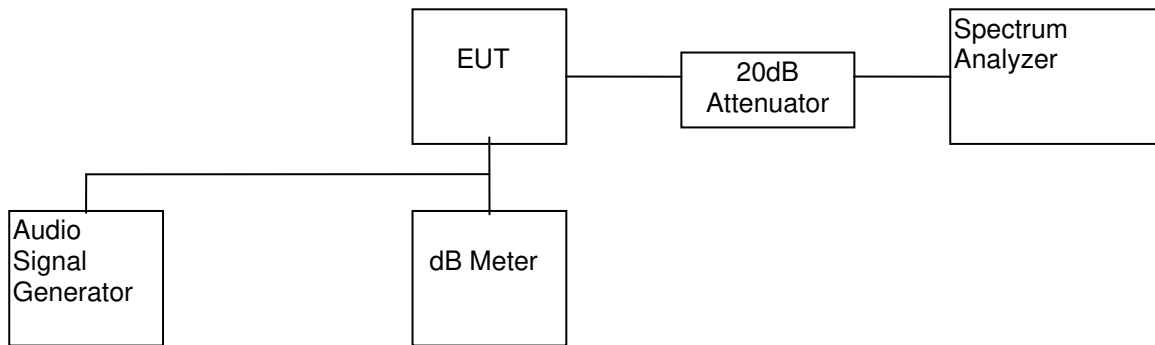 EUT
20dB
Attenuator
Spectrum
Analyzer
Audio
Signal
Generator
dB Meter